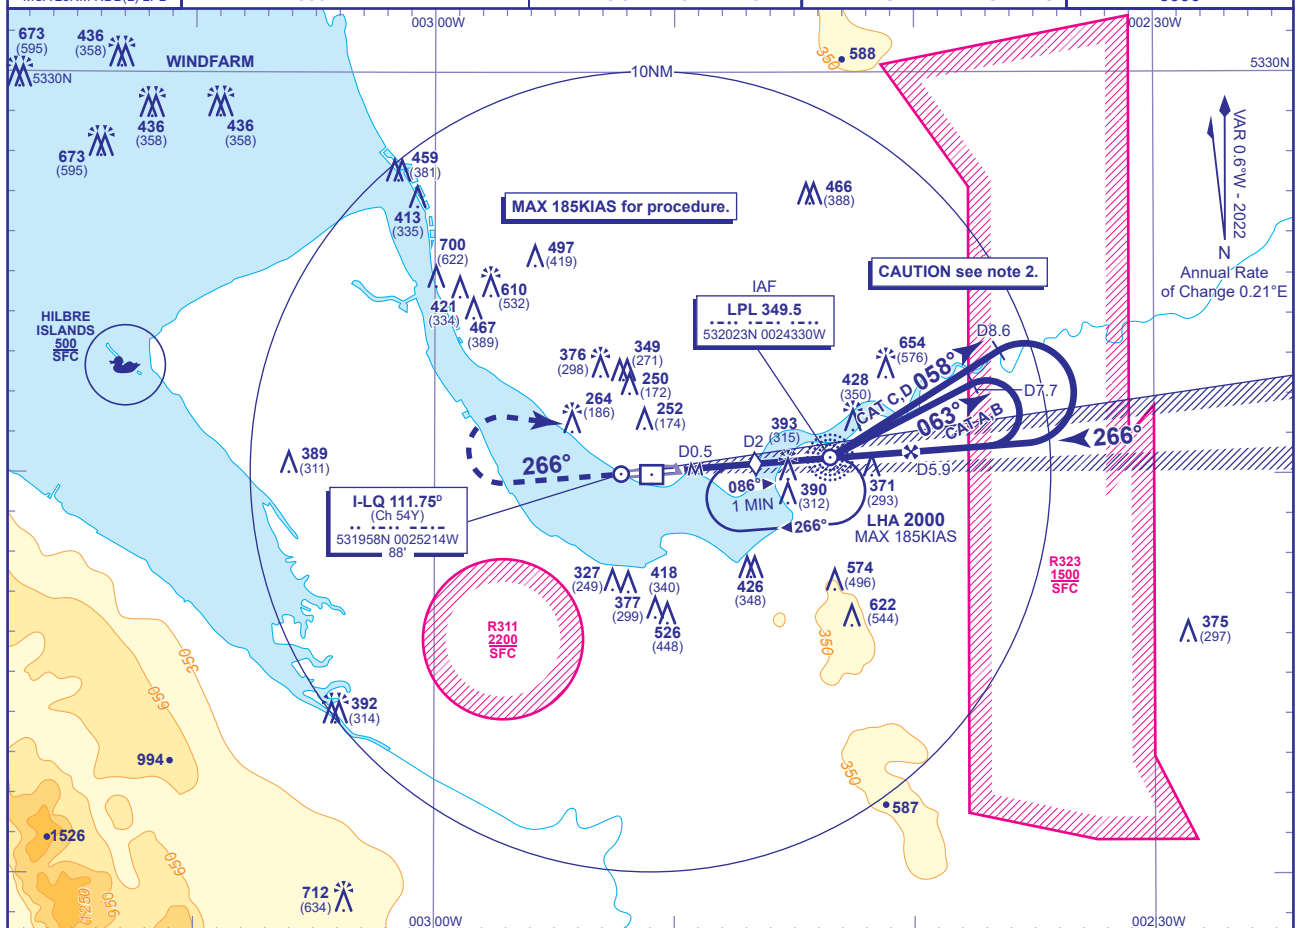 003 00W
002 30W
673
(595)
5330N
436
(358)
WINDFARM
436
(358)
436
(358)
673
(595)
10NM
350
588
5330N
VAR 0.6°W - 2022
N
Annual Rate
of Change 0.21°E
459
(381)
413
(335)
MAX 185KIAS for procedure.
466
(388)
700
(622)
497
(419)
610
(532)
421
(334)
467
(389)
CAUTION see note 2.
IAF
LPL 349.5
532023N 0024330W
HILBRE
ISLANDS
500
SFC
376
(298)
349
(271)
250
(172)
264
(186)
252
(174)
654
(576)
428
(350)
393
(315)
D8.6
D7.7
CAT C,D 058°
063°
CAT A,B
266°
D5.9
D2
D0.5
266°
389
(311)
086°
1 MIN
266°
390
(312)
371
(293)
LHA 2000
MAX 185KIAS
I-LQ 111.75D
(Ch 54Y)
531958N 0025214W
88'
327
(249)
377
(299)
418
(340)
526
(448)
426
(348)
574
(496)
622
(544)
350
R323
1500
SFC
375
(297)
R311
2200
SFC
350
650
392
(314)
994
1526
650
950
1250
712
(634)
350
587
003 00W
002 30W